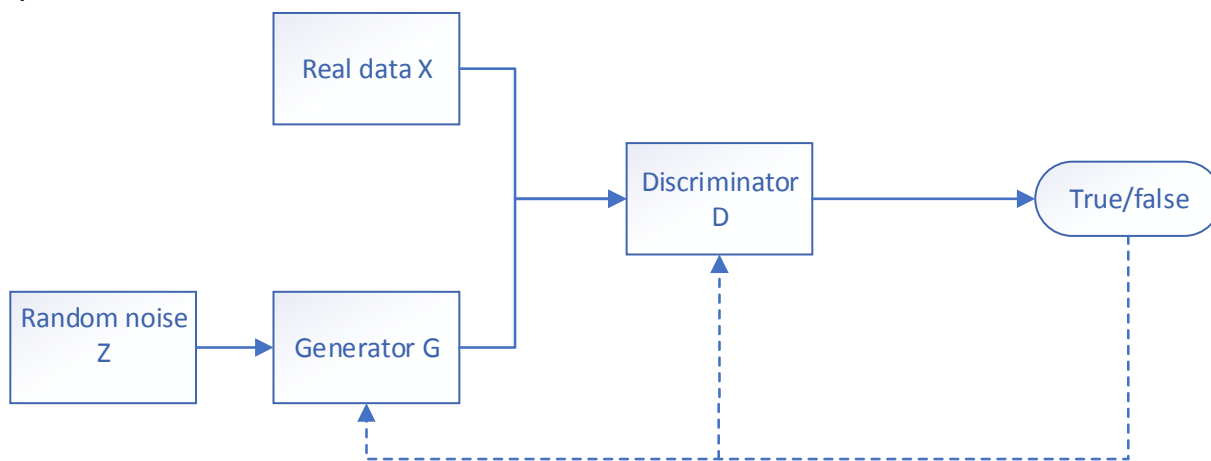 Real data X
Discriminator
D
True/false
Random noise
Z
Generator G